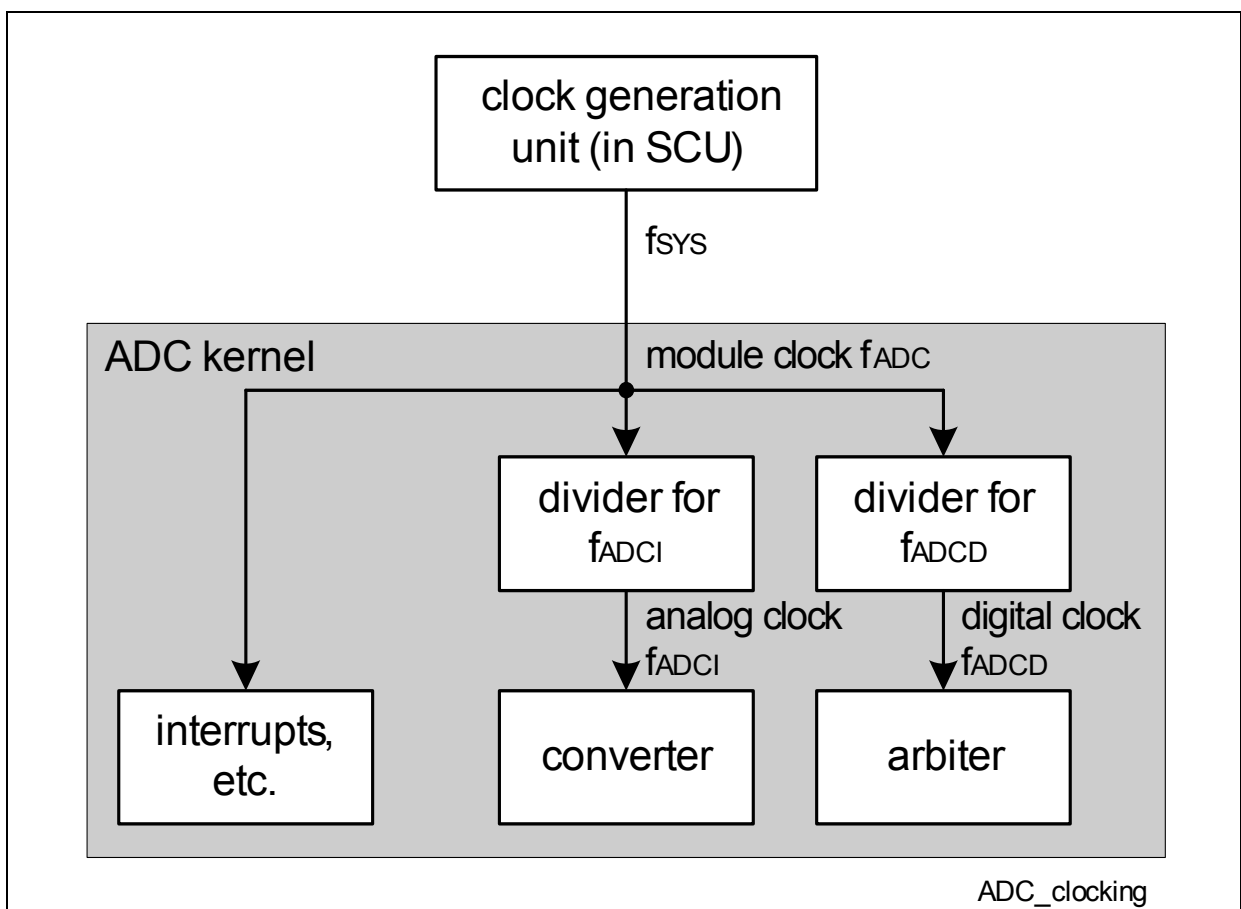 clock generation
unit (in SCU)
fSYS
ADC kernel
module clock fADC
divider for
fADCI
divider for
fADCD
analog clock
fADCI
digital clock
fADCD
interrupts,
etc.
converter
arbiter
ADC_clocking